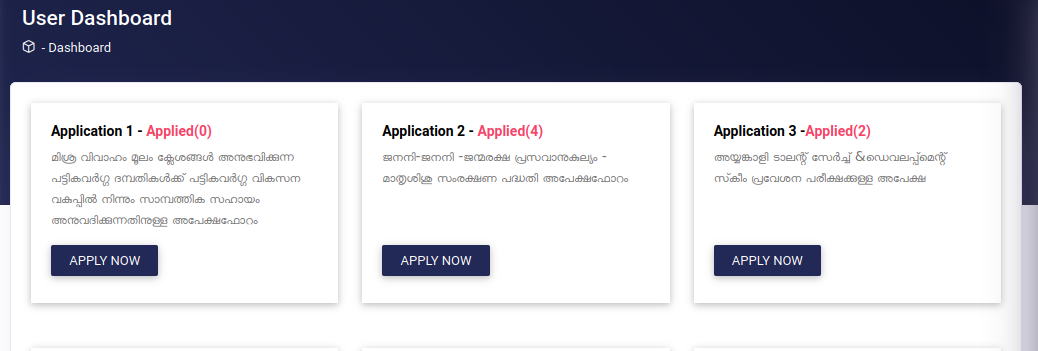 User Dashboard
- Dashboard
Application 1 - Applied(0)
മിശ്ര വിവാഹം മൂലം ക്ലേശങ്ങൾ അനുഭവിക്കുന്ന
പട്ടികവർഗ്ഗ ദമ്പതികൾക്ക് പട്ടികവർഗ്ഗ വികസന
വകുപ്പിൽ നിന്നും സാമ്പത്തിക സഹായം
അനുവദിക്കുന്നതിനുള്ള അപേക്ഷഫോറം
APPLY NOW
Application 2 - Applied(4)
ജനനി-ജനനി -ജന്മരക്ഷ പ്രസവാനുകുല്യം -
മാതൃശിശു സംരക്ഷണ പദ്ധതി അപേക്ഷഫോറം
APPLY NOW
Application 3 -Applied(2)
അയ്യങ്കാളി ടാലന്റ് സേർച്ച് &ഡെവലപ്പ്മെന്റ്
സ്‌കീം പ്രവേശന പരീക്ഷക്കുള്ള അപേക്ഷ
APPLY NOW